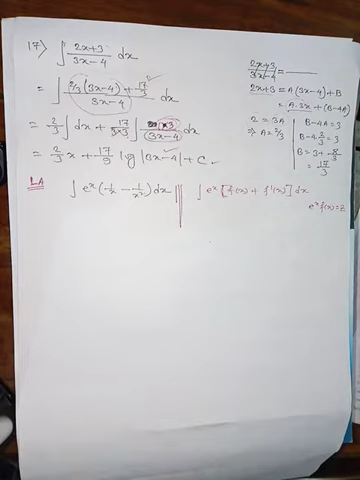 17) ∫ (2x+3)/(3x-4) dx
= ∫ (2/3 (3x-4) + 17/3)/(3x-4) dx
= 2/3 ∫ dx + 17/(3×3) ∫ (×3)/(3x-4) dx
= 2/3 x + 17/9 log |3x-4| + C.
(2x+3)/(3x-4) = ——
2x+3 = A(3x-4) + B
= A.3x + (B-4A)
2 = 3A
⇒ A = 2/3
B-4A = 3
B-4.2/3 = 3
B = 3 + 8/3
= 17/3
LA
∫ e^x (1/x - 1/x²) dx
∫ e^x [f(x) + f'(x)] dx
e^x f(x) = z